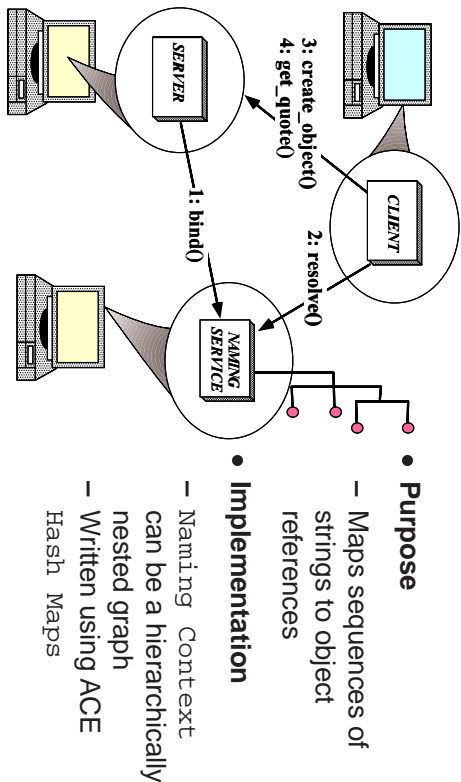 3: create_object()
4: get_quote()
CLIENT
2: resolve()
SERVER
1: bind()
NAMING
SERVICE
• Purpose
– Maps sequences of
strings to object
references
• Implementation
– Naming Context
can be a hierarchically
nested graph
– Written using ACE
Hash Maps